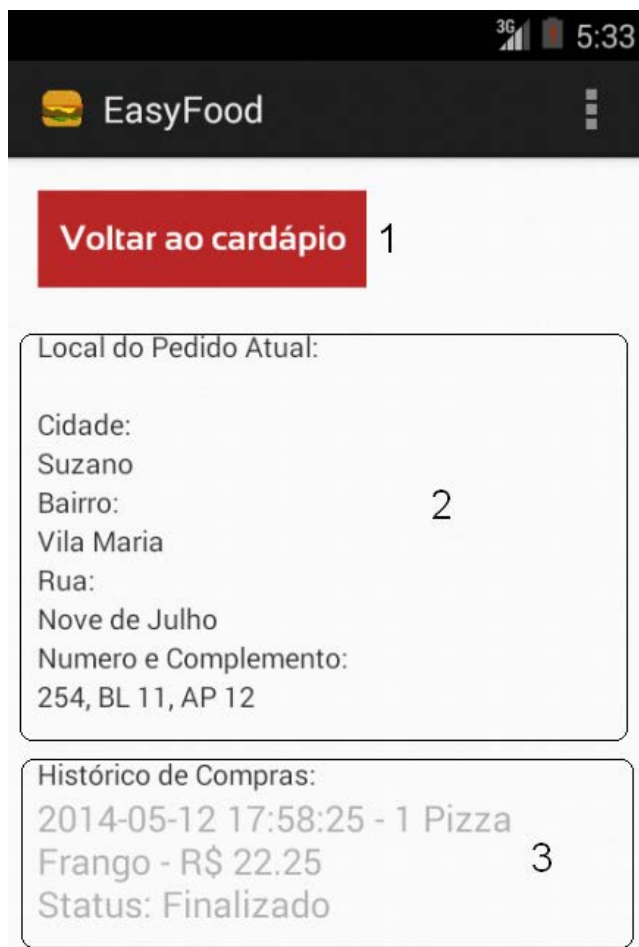 3G 5:33
EasyFood
Voltar ao cardápio 1
Local do Pedido Atual:
Cidade:
Suzano
Bairro:
2
Vila Maria
Rua:
Nove de Julho
Numero e Complemento:
254, BL 11, AP 12
Histórico de Compras:
2014-05-12 17:58:25 - 1 Pizza
Frango - R$ 22.25
3
Status: Finalizado